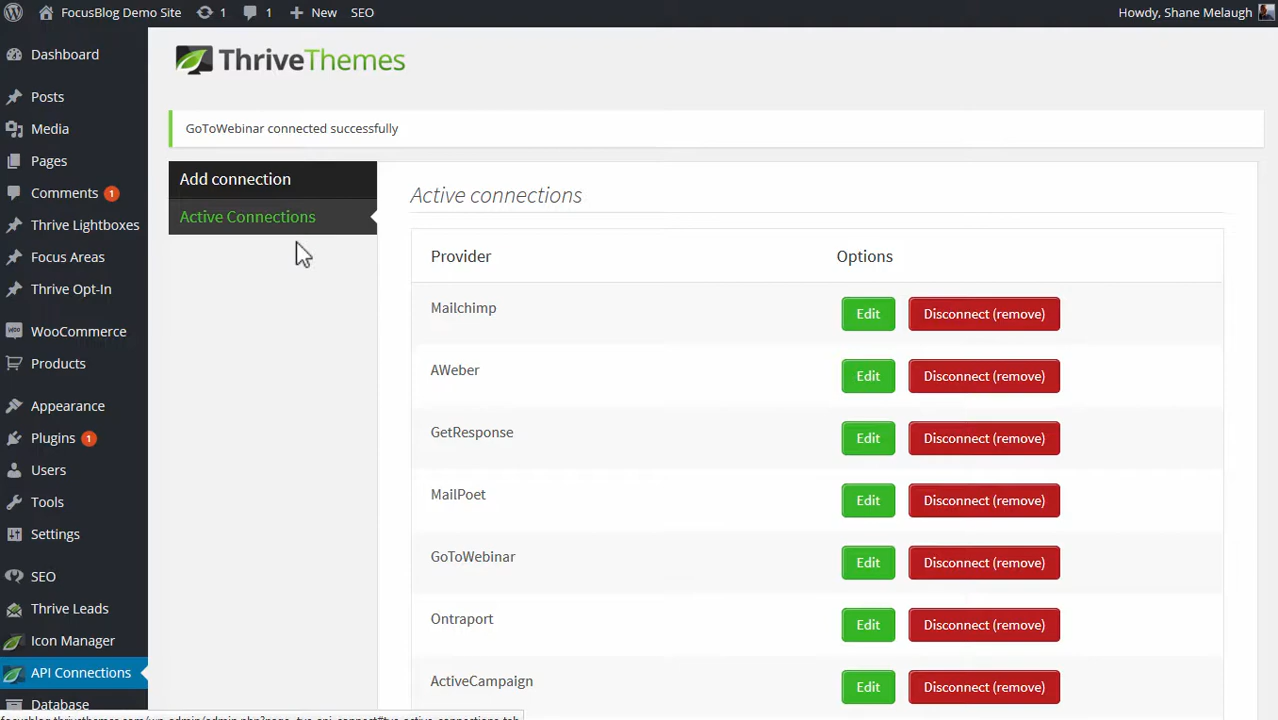 FocusBlog Demo Site 1 1 New SEO Howdy, Shane Melaugh
Dashboard
Posts
Media
Pages
Comments 1
Thrive Lightboxes
Focus Areas
Thrive Opt-In
WooCommerce
Products
Appearance
Plugins 1
Users
Tools
Settings
SEO
Thrive Leads
Icon Manager
API Connections
Database
ThriveThemes
GoToWebinar connected successfully
Add connection
Active Connections
Active connections
Provider Options
Mailchimp Edit Disconnect (remove)
AWeber Edit Disconnect (remove)
GetResponse Edit Disconnect (remove)
MailPoet Edit Disconnect (remove)
GoToWebinar Edit Disconnect (remove)
Ontraport Edit Disconnect (remove)
ActiveCampaign Edit Disconnect (remove)